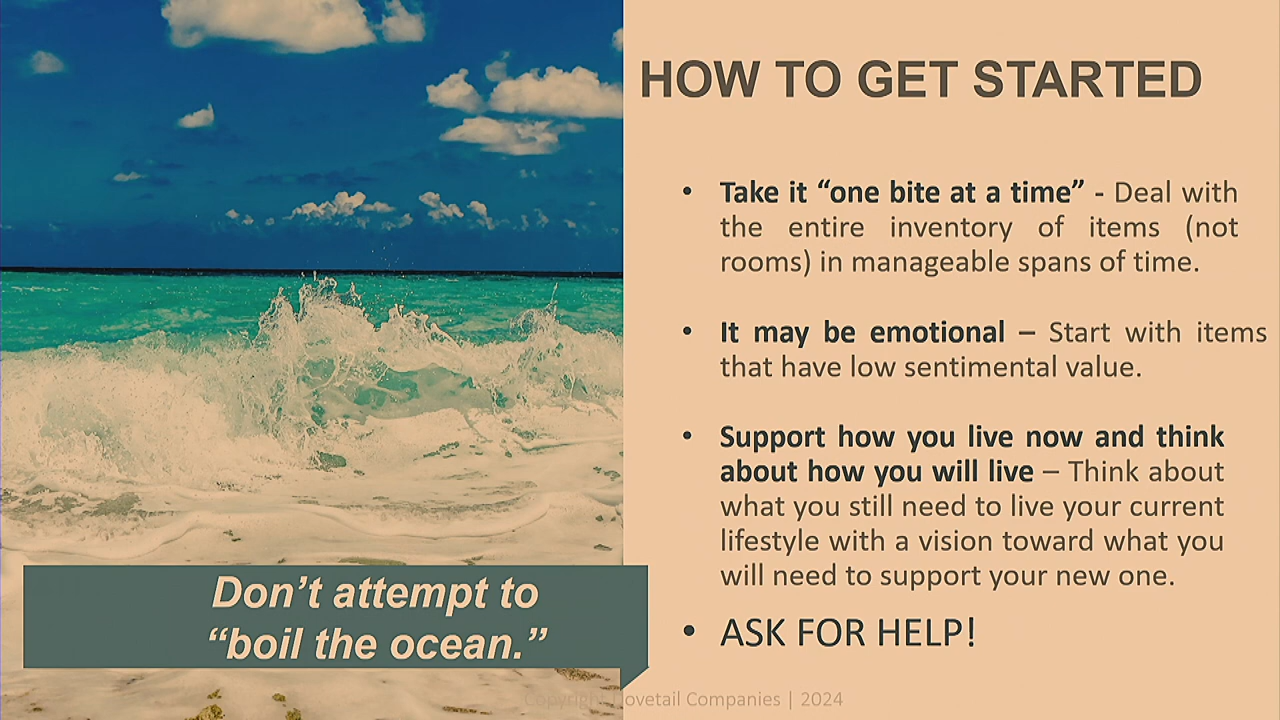 HOW TO GET STARTED
• Take it “one bite at a time” - Deal with
the entire inventory of items (not
rooms) in manageable spans of time.
• It may be emotional – Start with items
that have low sentimental value.
• Support how you live now and think
about how you will live – Think about
what you still need to live your current
lifestyle with a vision toward what you
will need to support your new one.
• ASK FOR HELP!
Don’t attempt to
“boil the ocean.”
Copyright Dovetail Companies | 2024